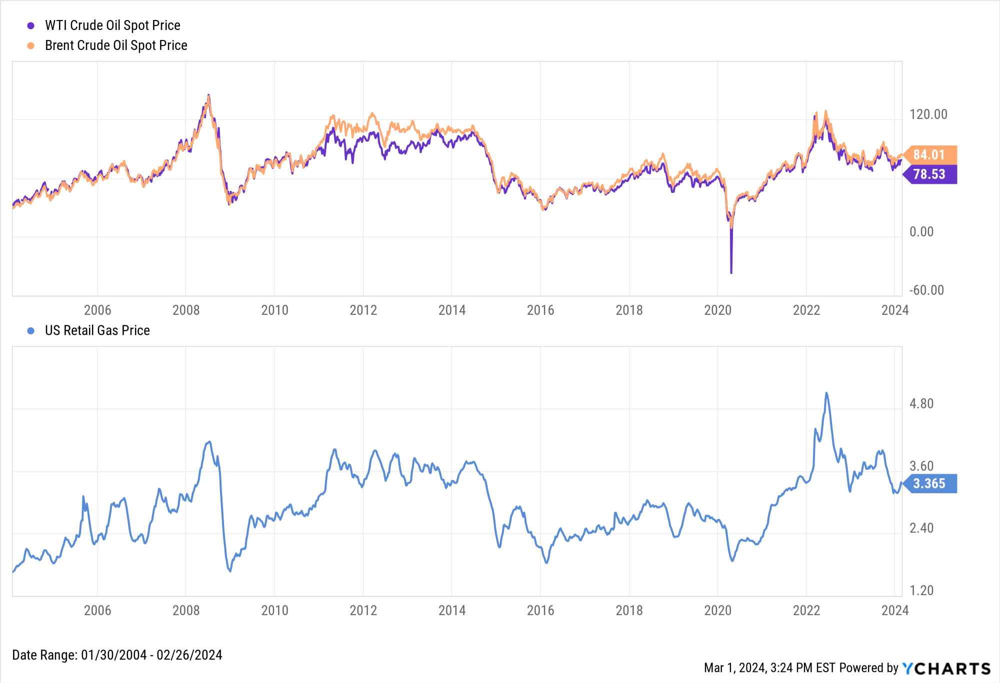 WTI Crude Oil Spot Price
Brent Crude Oil Spot Price
120.00
84.01
78.53
0.00
-60.00
2006 2008 2010 2012 2014 2016 2018 2020 2022 2024
US Retail Gas Price
4.80
3.60
3.365
2.40
1.20
2006 2008 2010 2012 2014 2016 2018 2020 2022 2024
Date Range: 01/30/2004 - 02/26/2024
Mar 1, 2024, 3:24 PM EST Powered by YCHARTS